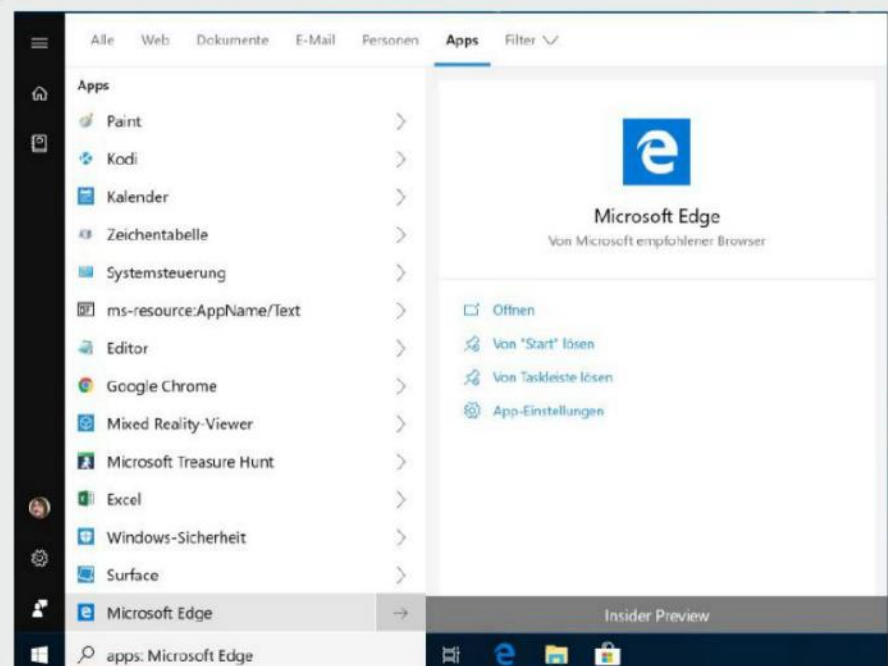 Alle Web Dokumente E-Mail Personen Apps Filter
Apps
Paint
Kodi
Kalender
Zeichentabelle
Systemsteuerung
ms-resource:AppName/Text
Editor
Google Chrome
Mixed Reality-Viewer
Microsoft Treasure Hunt
Excel
Windows-Sicherheit
Surface
Microsoft Edge
apps: Microsoft Edge
Microsoft Edge
Von Microsoft empfohlener Browser
Öffnen
Von "Start" lösen
Von Taskleiste lösen
App-Einstellungen
Insider Preview